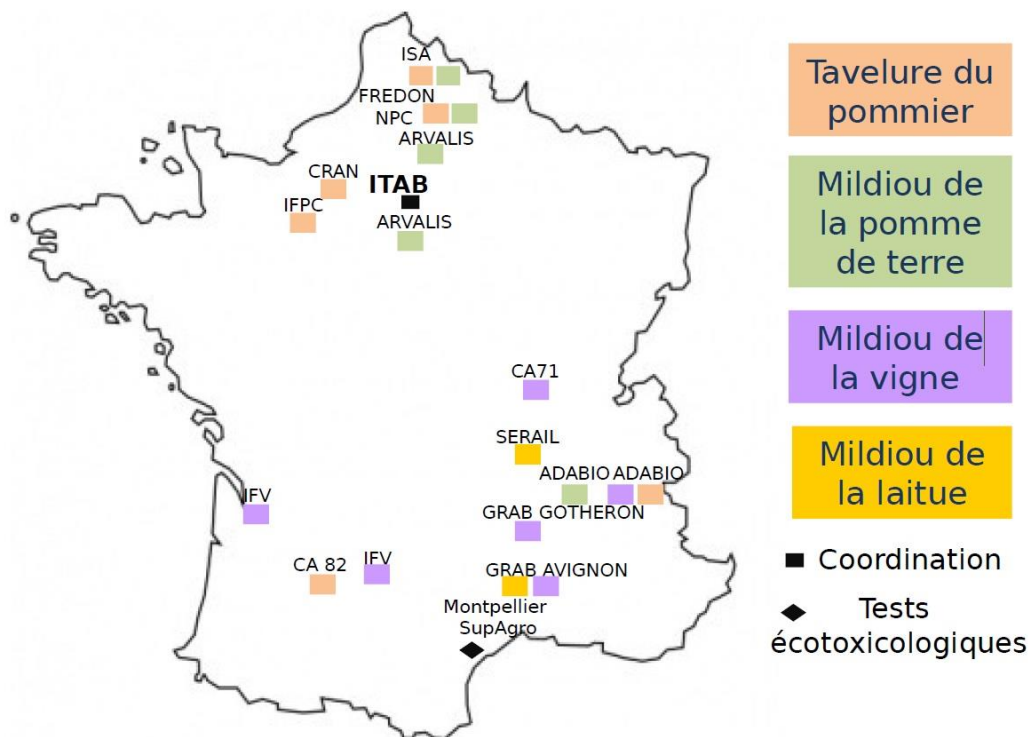 ISA
FREDON
NPC
ARVALIS
CRAN
ITAB
IFPC
ARVALIS
CA71
SERAIL
ADABIO ADABIO
IFV
GRAB GOTHERON
CA 82
IFV
GRAB AVIGNON
Montpellier
SupAgro
Tavelure du
pommier
Mildiou de
la pomme
de terre
Mildiou de
la vigne
Mildiou de
la laitue
Coordination
Tests
écotoxicologiques